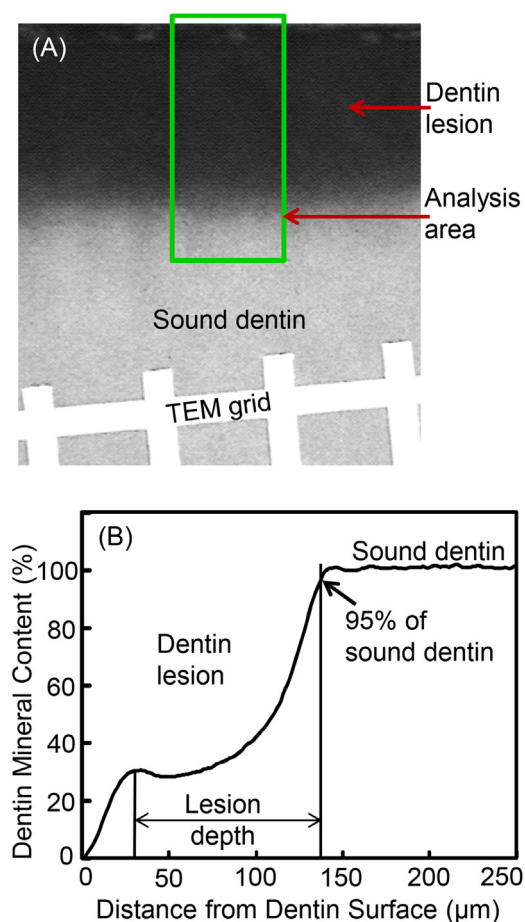 (A)
Dentin
lesion
Analysis
area
Sound dentin
TEM grid
(B)
Sound dentin
95% of
sound dentin
Dentin
lesion
Lesion
depth
Dentin Mineral Content (%)
100
80
60
40
20
0
0 50 100 150 200 250
Distance from Dentin Surface (µm)